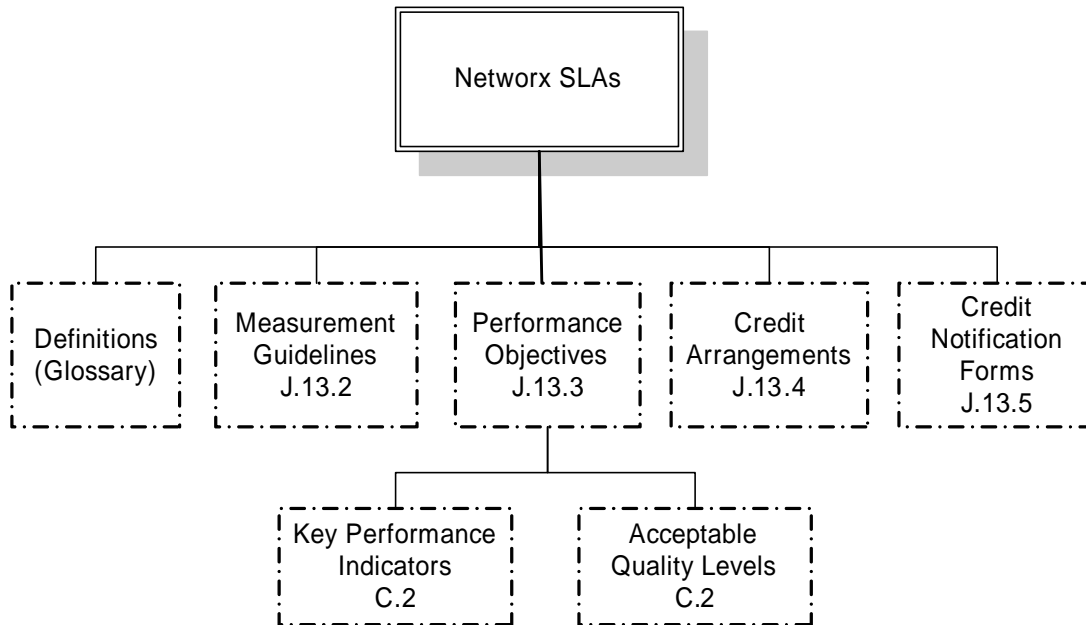 Networx SLAs
Definitions
(Glossary)
Measurement
Guidelines
J.13.2
Performance
Objectives
J.13.3
Credit
Arrangements
J.13.4
Credit
Notification
Forms
J.13.5
Key Performance
Indicators
C.2
Acceptable
Quality Levels
C.2